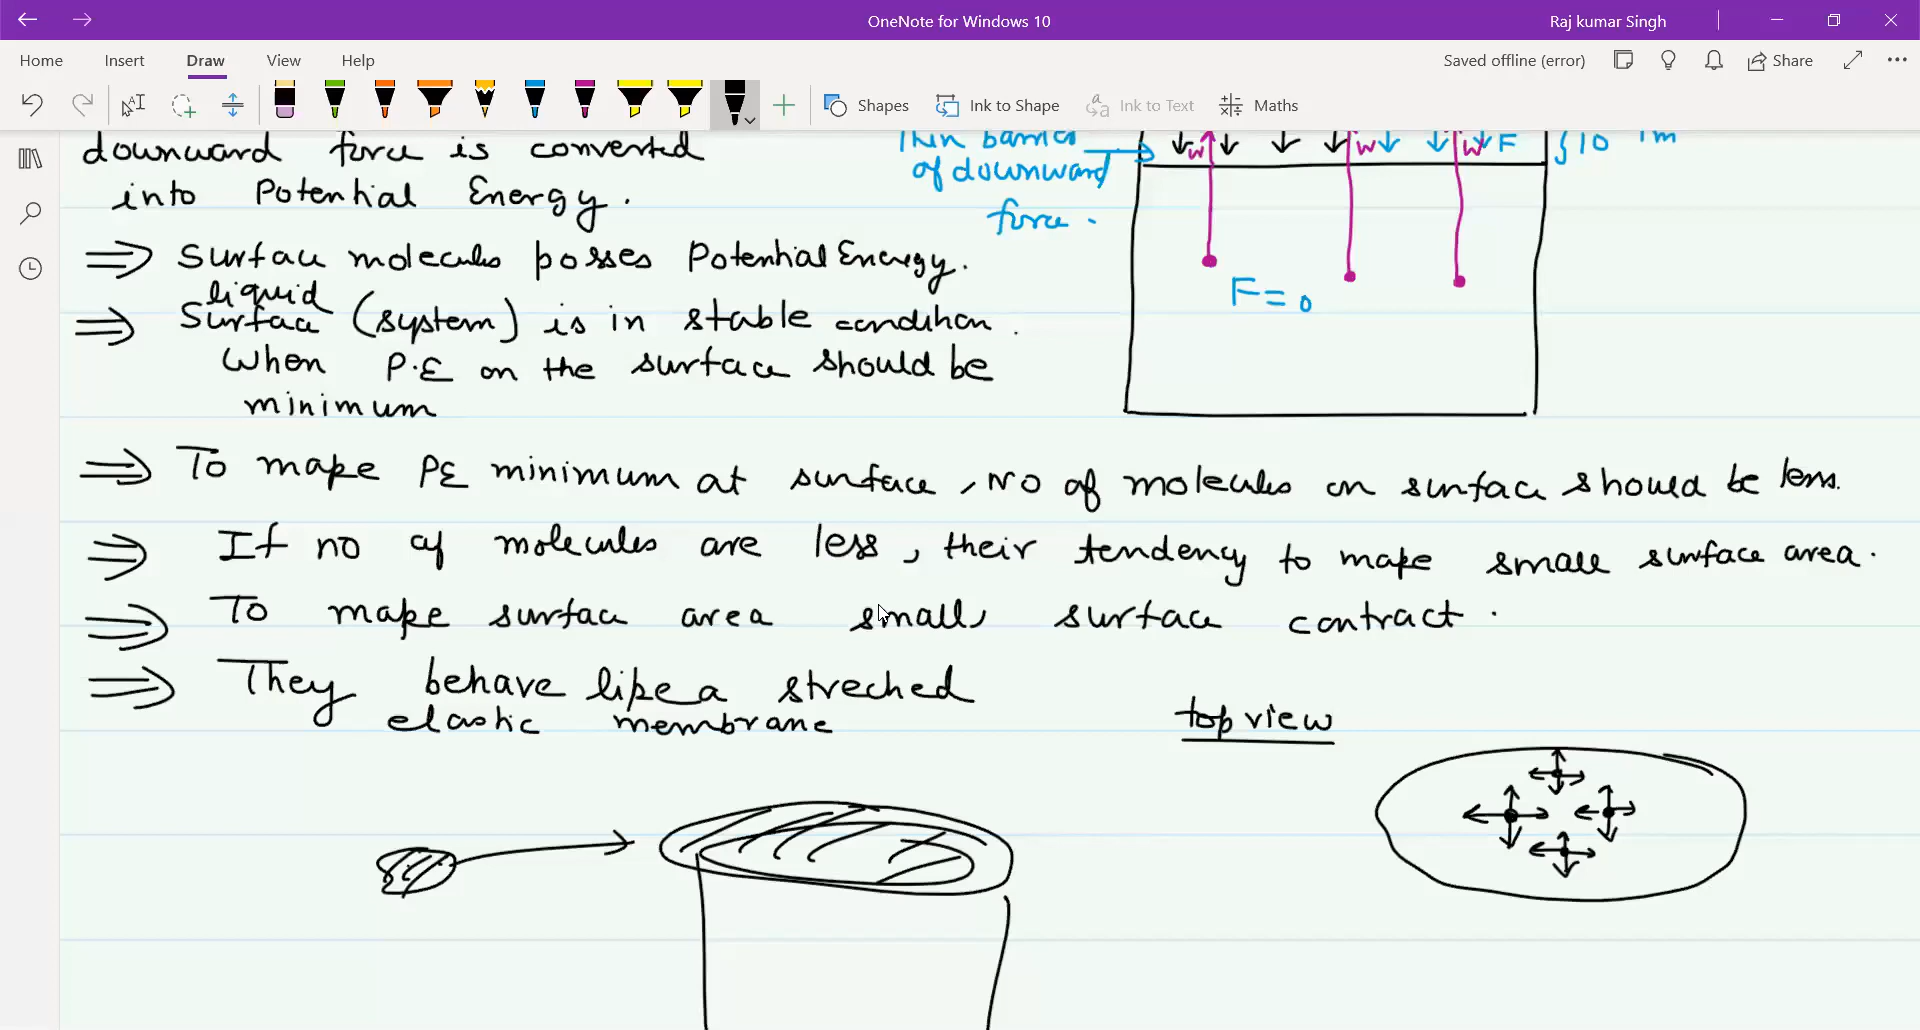 OneNote for Windows 10
Raj kumar Singh
Home Insert Draw View Help
Saved offline (error) Share
Shapes Ink to Shape Ink to Text Maths
downward force is converted
into Potential Energy.
⇒ Surface molecules posses Potential Energy.
liquid
⇒ Surface (system) is in stable condition.
When P.E on the surface should be
minimum
Thin barrier
of downward
force.
W W W F
F = 0
⇒ To make PE minimum at surface, No of molecules on surface should be less.
⇒ If no of molecules are less, their tendency to make small surface area.
⇒ To make surface area small, surface contract.
⇒ They behave like a streched
elastic membrane
top view